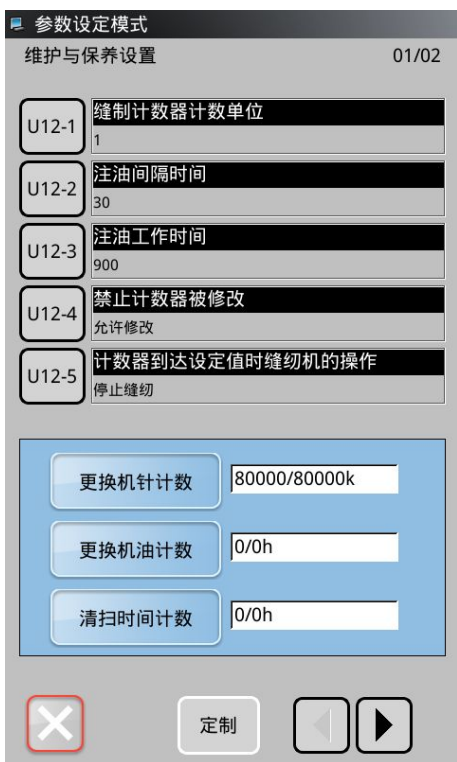 参数设定模式
维护与保养设置 01/02
U12-1 缝制计数器计数单位
1
U12-2 注油间隔时间
30
U12-3 注油工作时间
900
U12-4 禁止计数器被修改
允许修改
U12-5 计数器到达设定值时缝纫机的操作
停止缝纫
更换机针计数 80000/80000k
更换机油计数 0/0h
清扫时间计数 0/0h
定制